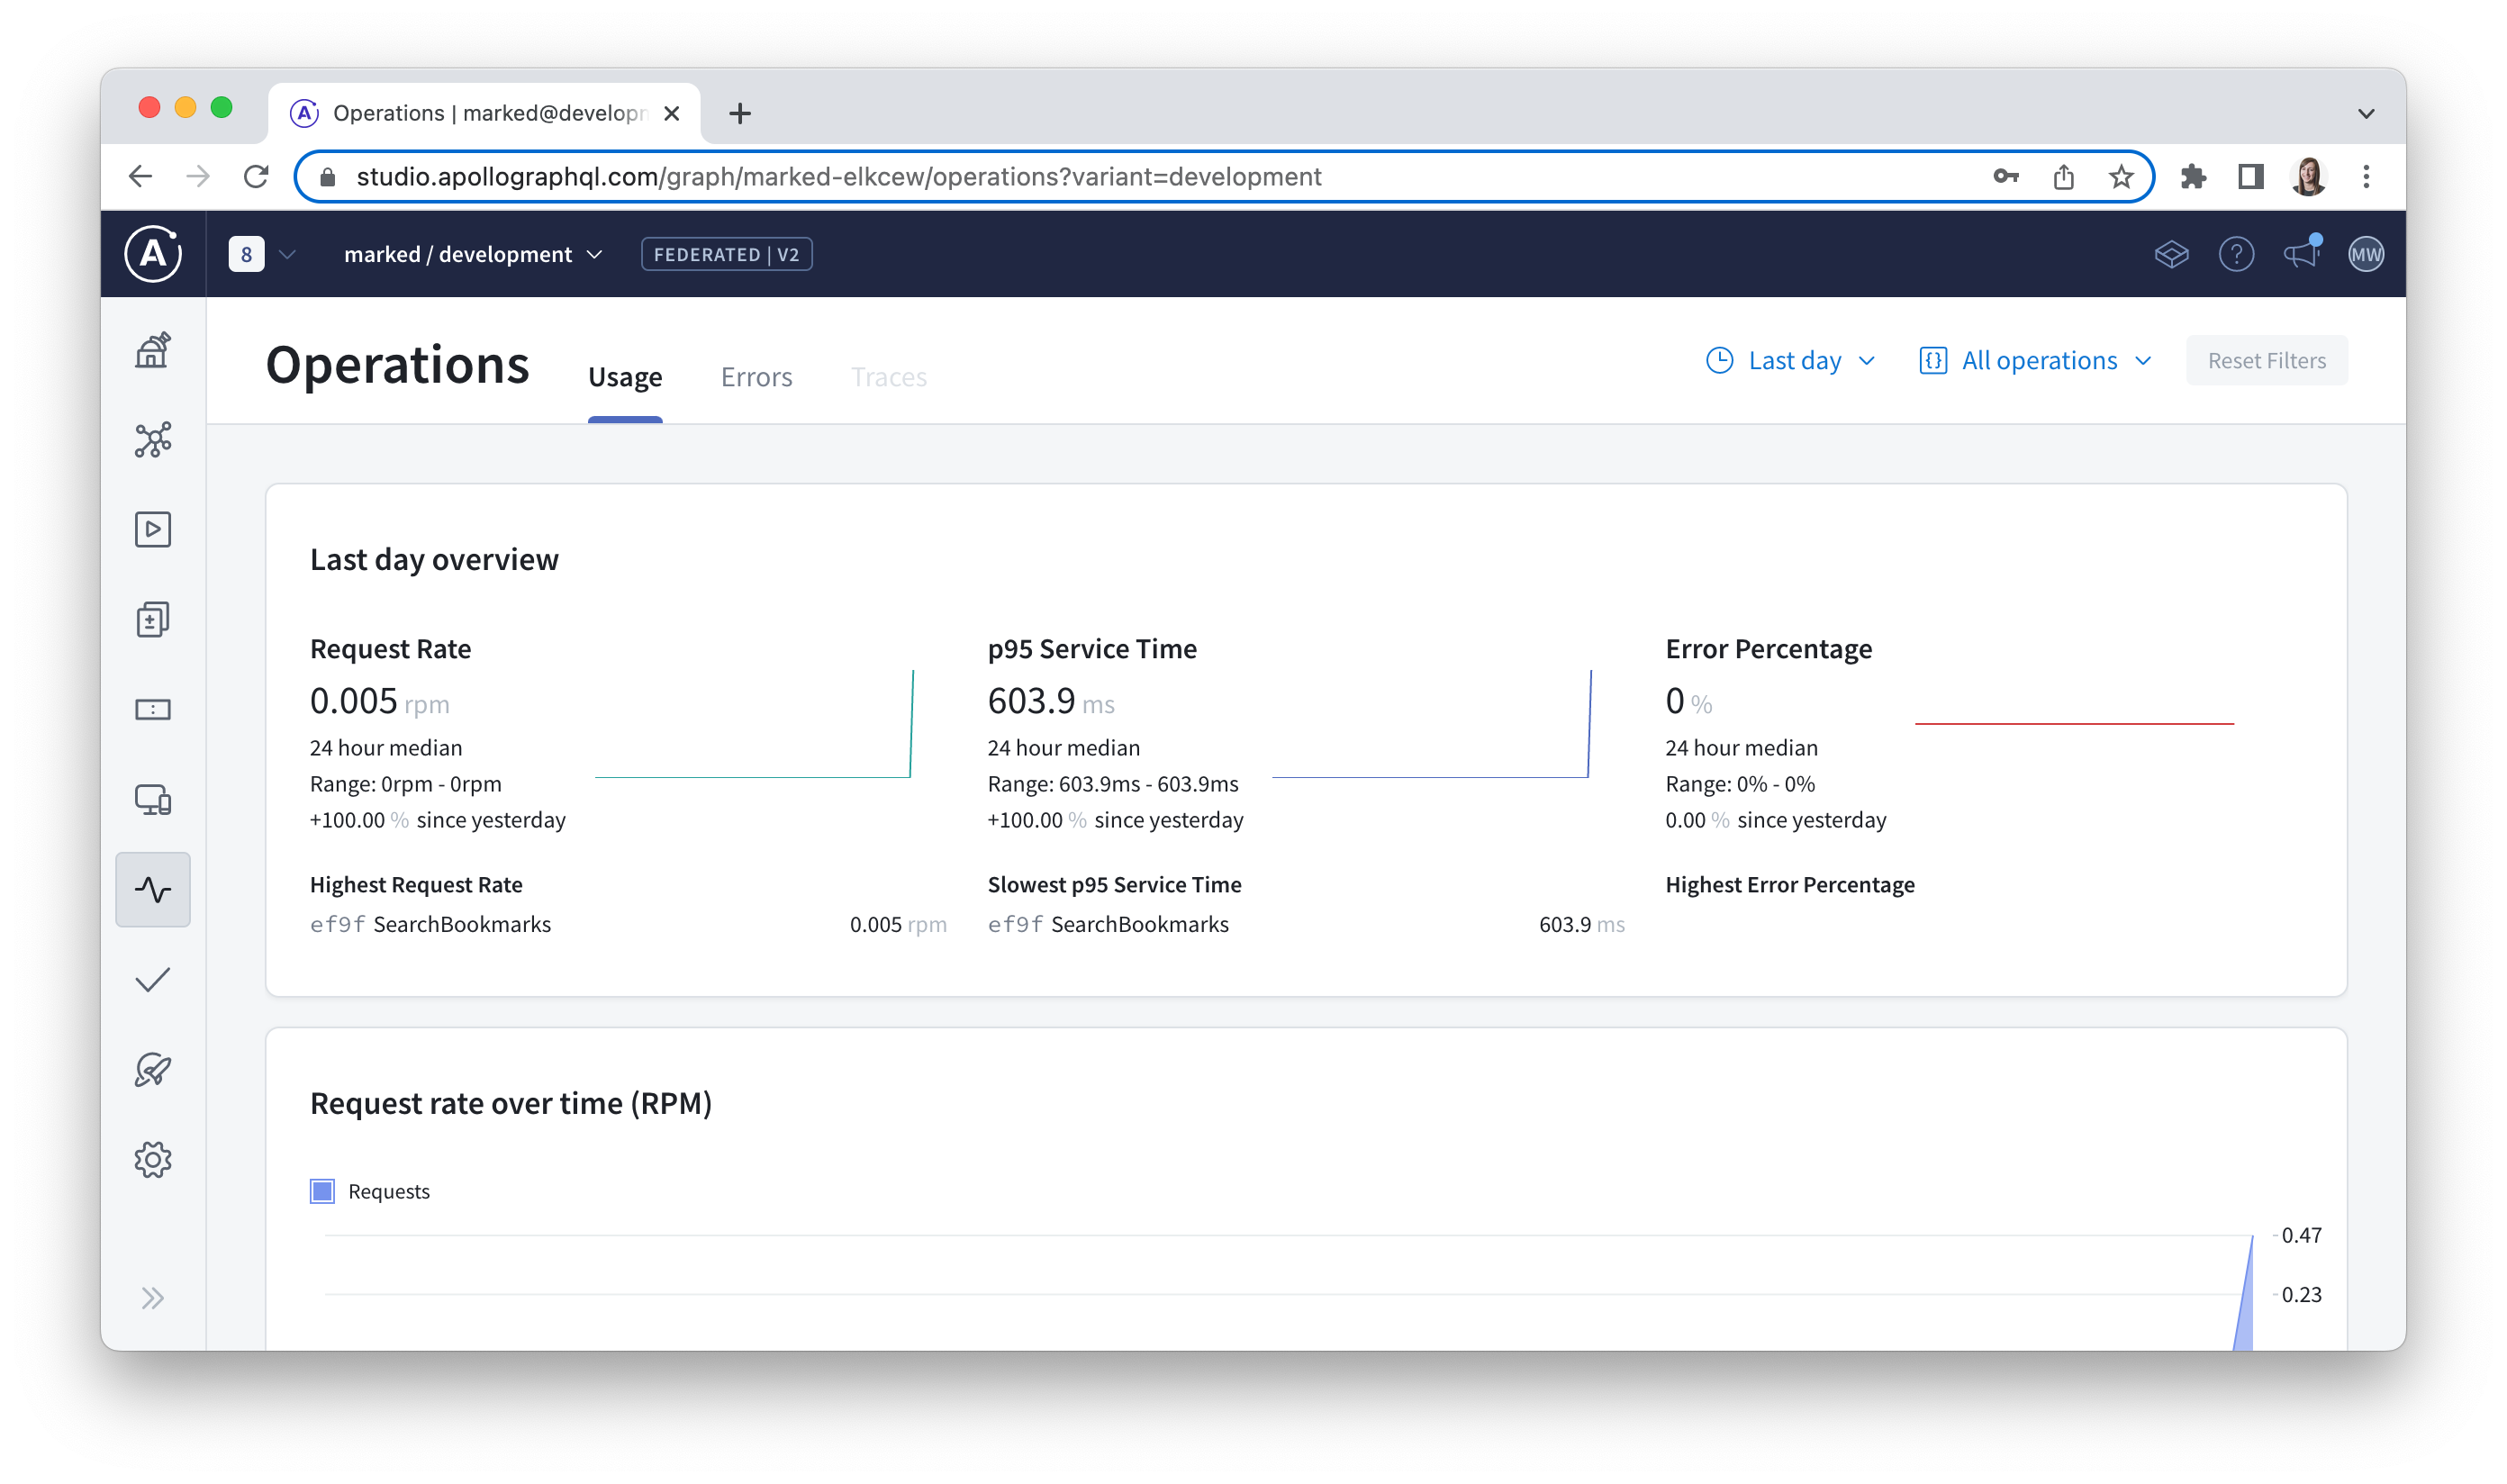 Operations | marked@developm
studio.apollographql.com/graph/marked-elkcew/operations?variant=development
A
8
marked / development
FEDERATED | V2
?
MW
Operations
Usage
Errors
Traces
Last day
{} All operations
Reset Filters
Last day overview
Request Rate
0.005 rpm
24 hour median
Range: 0rpm - 0rpm
+100.00 % since yesterday
Highest Request Rate
ef9f SearchBookmarks 0.005 rpm
p95 Service Time
603.9 ms
24 hour median
Range: 603.9ms - 603.9ms
+100.00 % since yesterday
Slowest p95 Service Time
ef9f SearchBookmarks 603.9 ms
Error Percentage
0 %
24 hour median
Range: 0% - 0%
0.00 % since yesterday
Highest Error Percentage
Request rate over time (RPM)
Requests
0.47
0.23